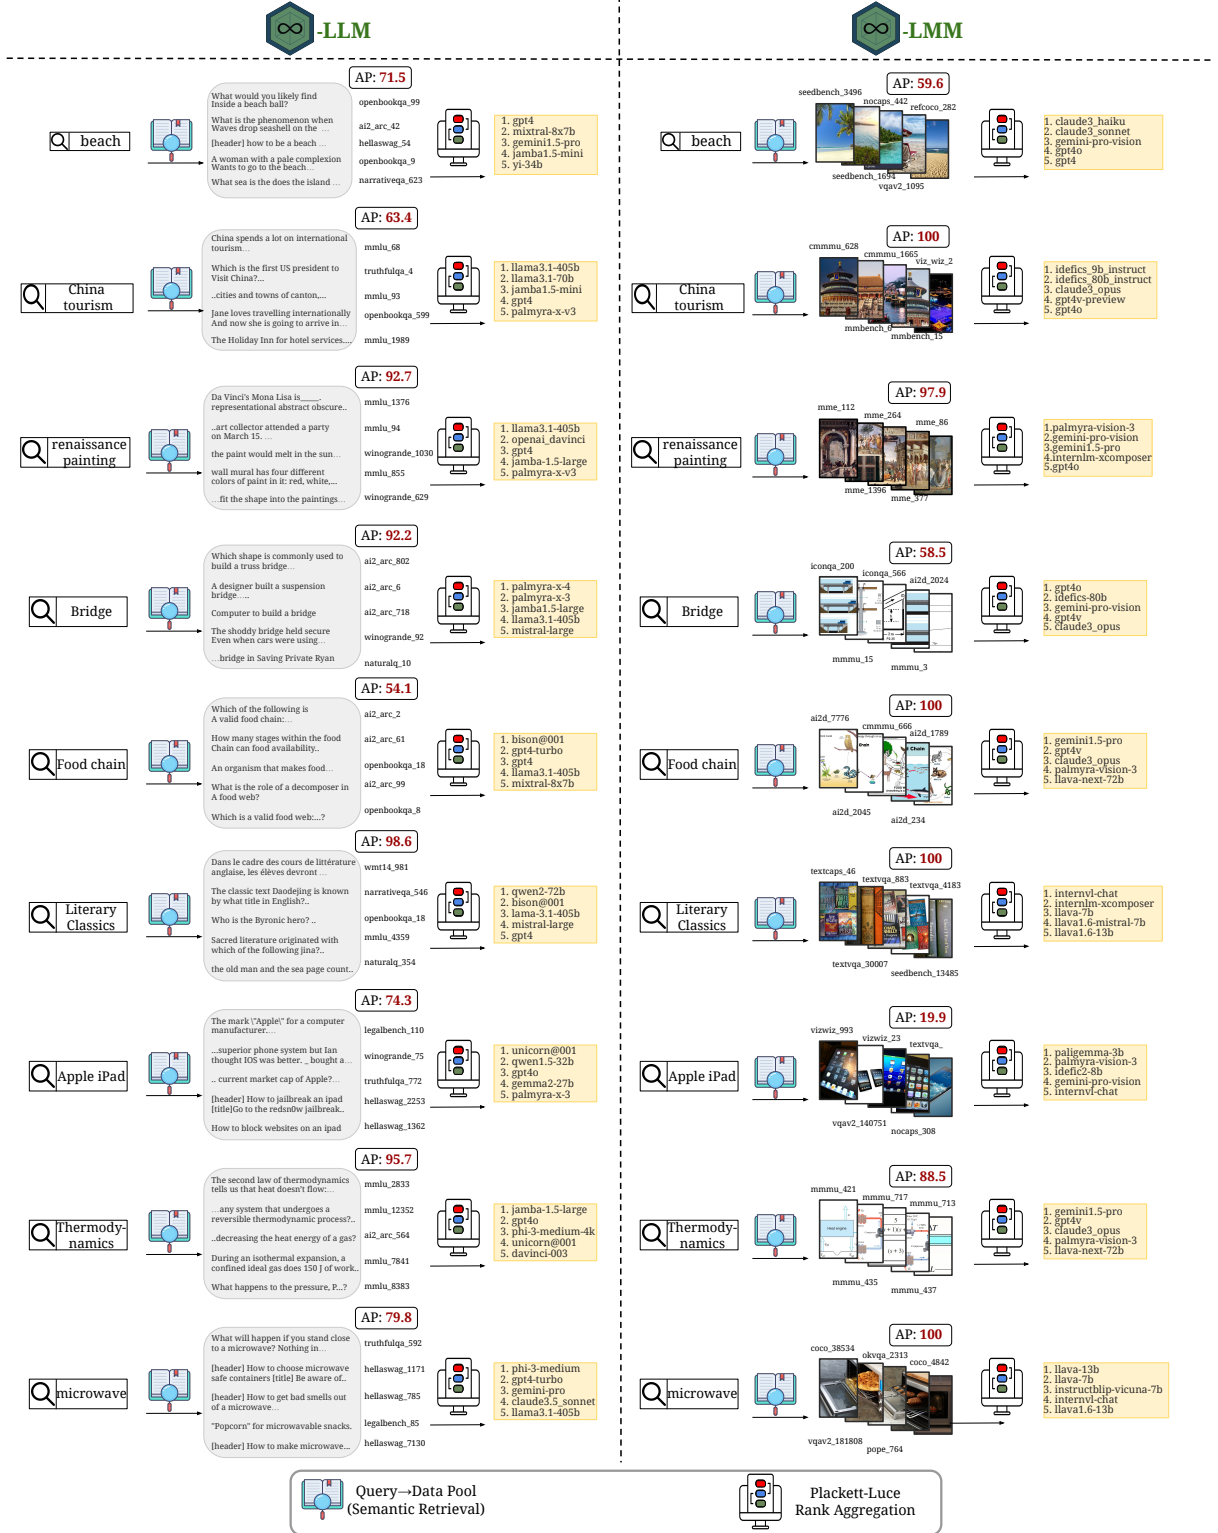 -LLM
-LMM
beach
AP: 71.5
What would you likely find
Inside a beach ball?
What is the phenomenon when
Waves drop seashell on the ...
[header] how to be a beach ...
A woman with a pale complexion
Wants to go to the beach...
What sea is the does the island ...
openbookqa_99
ai2_arc_42
hellaswag_54
openbookqa_9
narrativeqa_623
1. gpt4
2. mixtral-8x7b
3. gemini1.5-pro
4. jamba1.5-mini
5. yi-34b
beach
AP: 59.6
seedbench_3496
nocaps_442
refcoco_282
seedbench_1694
vqav2_1095
1. claude3_haiku
2. claude3_sonnet
3. gemini-pro-vision
4. gpt4o
5. gpt4
China
tourism
AP: 63.4
China spends a lot on international
tourism...
Which is the first US president to
Visit China?...
..cities and towns of canton,...
Jane loves travelling internationally
And now she is going to arrive in...
The Holiday Inn for hotel services....
mmlu_68
truthfulqa_4
mmlu_93
openbookqa_599
mmlu_1989
1. llama3.1-405b
2. llama3.1-70b
3. jamba1.5-mini
4. gpt4
5. palmyra-x-v3
China
tourism
AP: 100
cmmmu_628
cmmmu_1665
viz_wiz_2
mmbench_6
mmbench_15
1. idefics_9b_instruct
2. idefics_80b_instruct
3. claude3_opus
4. gpt4v-preview
5. gpt4o
renaissance
painting
AP: 92.7
Da Vinci's Mona Lisa is_____.
representational abstract obscure..
..art collector attended a party
on March 15. ...
the paint would melt in the sun...
wall mural has four different
colors of paint in it: red, white,...
...fit the shape into the paintings...
mmlu_1376
mmlu_94
winogrande_1030
mmlu_855
winogrande_629
1. llama3.1-405b
2. openai_davinci
3. gpt4
4. jamba-1.5-large
5. palmyra-x-v3
renaissance
painting
AP: 97.9
mme_112
mme_264
mme_86
mme_1396
mme_377
1.palmyra-vision-3
2.gemini-pro-vision
3.gemini1.5-pro
4.internlm-xcomposer
5.gpt4o
Bridge
AP: 92.2
Which shape is commonly used to
build a truss bridge...
A designer built a suspension
bridge.....
Computer to build a bridge
The shoddy bridge held secure
Even when cars were using...
...bridge in Saving Private Ryan
ai2_arc_802
ai2_arc_6
ai2_arc_718
winogrande_92
naturalq_10
1. palmyra-x-4
2. palmyra-x-3
3. jamba1.5-large
4. llama3.1-405b
5. mistral-large
Bridge
AP: 58.5
iconqa_200
iconqa_566
ai2d_2024
mmmu_15
mmmu_3
1. gpt4o
2. idefics-80b
3. gemini-pro-vision
4. gpt4v
5. claude3_opus
Food chain
AP: 54.1
Which of the following is
A valid food chain:...
How many stages within the food
Chain can food availability..
An organism that makes food...
What is the role of a decomposer in
A food web?
Which is a valid food web:...?
ai2_arc_2
ai2_arc_61
openbookqa_18
ai2_arc_99
openbookqa_8
1. bison@001
2. gpt4-turbo
3. gpt4
4. llama3.1-405b
5. mixtral-8x7b
Food chain
AP: 100
ai2d_7776
cmmmu_666
ai2d_1789
Chain
Chain
ai2d_2045
ai2d_234
1. gemini1.5-pro
2. gpt4v
3. claude3_opus
4. palmyra-vision-3
5. llava-next-72b
Literary
Classics
AP: 98.6
Dans le cadre des cours de littérature
anglaise, les élèves devront ...
The classic text Daodejing is known
by what title in English?..
Who is the Byronic hero? ..
Sacred literature originated with
which of the following jina?..
the old man and the sea page count..
wmt14_981
narrativeqa_546
openbookqa_18
mmlu_4359
naturalq_354
1. qwen2-72b
2. bison@001
3. lama-3.1-405b
4. mistral-large
5. gpt4
Literary
Classics
AP: 100
textcaps_46
textvqa_883
textvqa_4183
textvqa_30007
seedbench_13485
1. internvl-chat
2. internlm-xcomposer
3. llava-7b
4. llava1.6-mistral-7b
5. llava1.6-13b
Apple iPad
AP: 74.3
The mark \"Apple\" for a computer
manufacturer....
...superior phone system but Ian
thought IOS was better. _ bought a...
.. current market cap of Apple?...
[header] How to jailbreak an ipad
[title]Go to the redsn0w jailbreak..
How to block websites on an ipad
legalbench_110
winogrande_75
truthfulqa_772
hellaswag_2253
hellaswag_1362
1. unicorn@001
2. qwen1.5-32b
3. gpt4o
4. gemma2-27b
5. palmyra-x-3
Apple iPad
AP: 19.9
vizwiz_993
vizwiz_23
textvqa_
vqav2_140751
nocaps_308
1. paligemma-3b
2. palmyra-vision-3
3. idefic2-8b
4. gemini-pro-vision
5. internvl-chat
Thermody-
namics
AP: 95.7
The second law of thermodynamics
tells us that heat doesn't flow:...
...any system that undergoes a
reversible thermodynamic process?..
..decreasing the heat energy of a gas?
During an isothermal expansion, a
confined ideal gas does 150 J of work..
What happens to the pressure, P...?
mmlu_2833
mmlu_12352
ai2_arc_564
mmlu_7841
mmlu_8383
1. jamba-1.5-large
2. gpt4o
3. phi-3-medium-4k
4. unicorn@001
5. davinci-003
Thermody-
namics
AP: 88.5
mmmu_421
mmmu_717
mmmu_713
Heat engine
mmmu_435
mmmu_437
1. gemini1.5-pro
2. gpt4v
3. claude3_opus
4. palmyra-vision-3
5. llava-next-72b
microwave
AP: 79.8
What will happen if you stand close
to a microwave? Nothing in...
[header] How to choose microwave
safe containers [title] Be aware of..
[header] How to get bad smells out
of a microwave...
"Popcorn" for microwavable snacks.
[header] How to make microwave...
truthfulqa_592
hellaswag_1171
hellaswag_785
legalbench_85
hellaswag_7130
1. phi-3-medium
2. gpt4-turbo
3. gemini-pro
4. claude3.5_sonnet
5. llama3.1-405b
microwave
AP: 100
coco_38534
okvqa_2313
coco_4842
vqav2_181808
pope_764
1. llava-13b
2. llava-7b
3. instructblip-vicuna-7b
4. internvl-chat
5. llava1.6-13b
Query→Data Pool
(Semantic Retrieval)
Plackett-Luce
Rank Aggregation